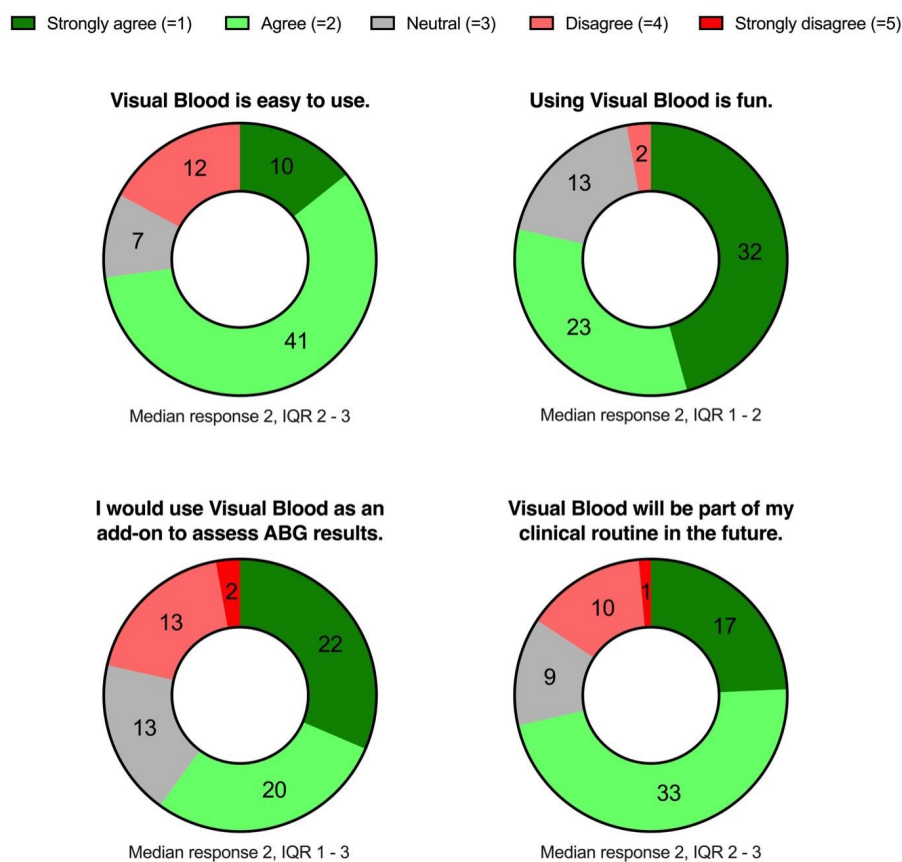 Strongly agree (=1) Agree (=2) Neutral (=3) Disagree (=4) Strongly disagree (=5)
Visual Blood is easy to use.
12
10
7
41
Median response 2, IQR 2 - 3
Using Visual Blood is fun.
2
13
32
23
Median response 2, IQR 1 - 2
I would use Visual Blood as an
add-on to assess ABG results.
2
13
22
13
20
Median response 2, IQR 1 - 3
Visual Blood will be part of my
clinical routine in the future.
1
10
17
9
33
Median response 2, IQR 2 - 3